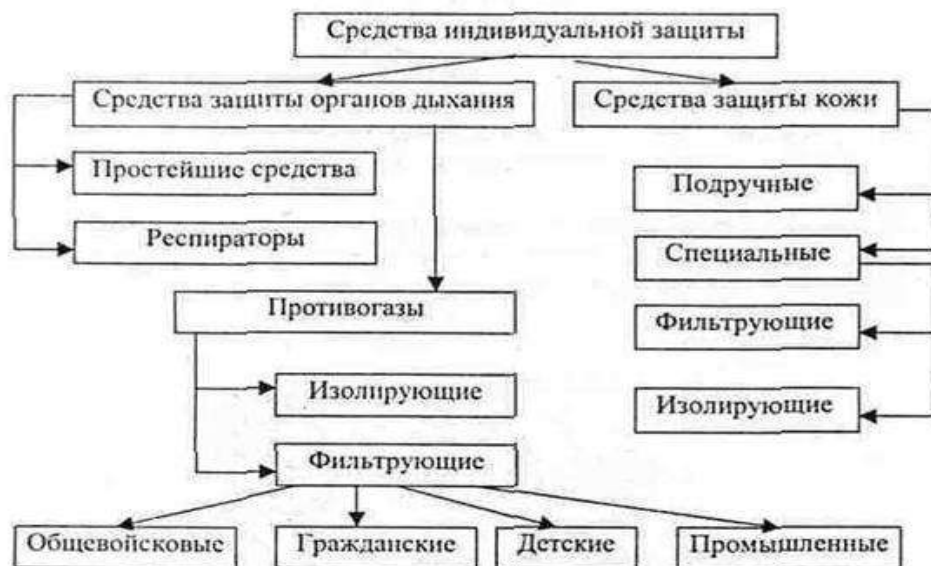 Средства индивидуальной защиты
Средства защиты органов дыхания
Средства защиты кожи
Простейшие средства
Подручные
Респираторы
Специальные
Противогазы
Фильтрующие
Изолирующие
Изолирующие
Фильтрующие
Общевойсковые
Гражданские
Детские
Промышленные